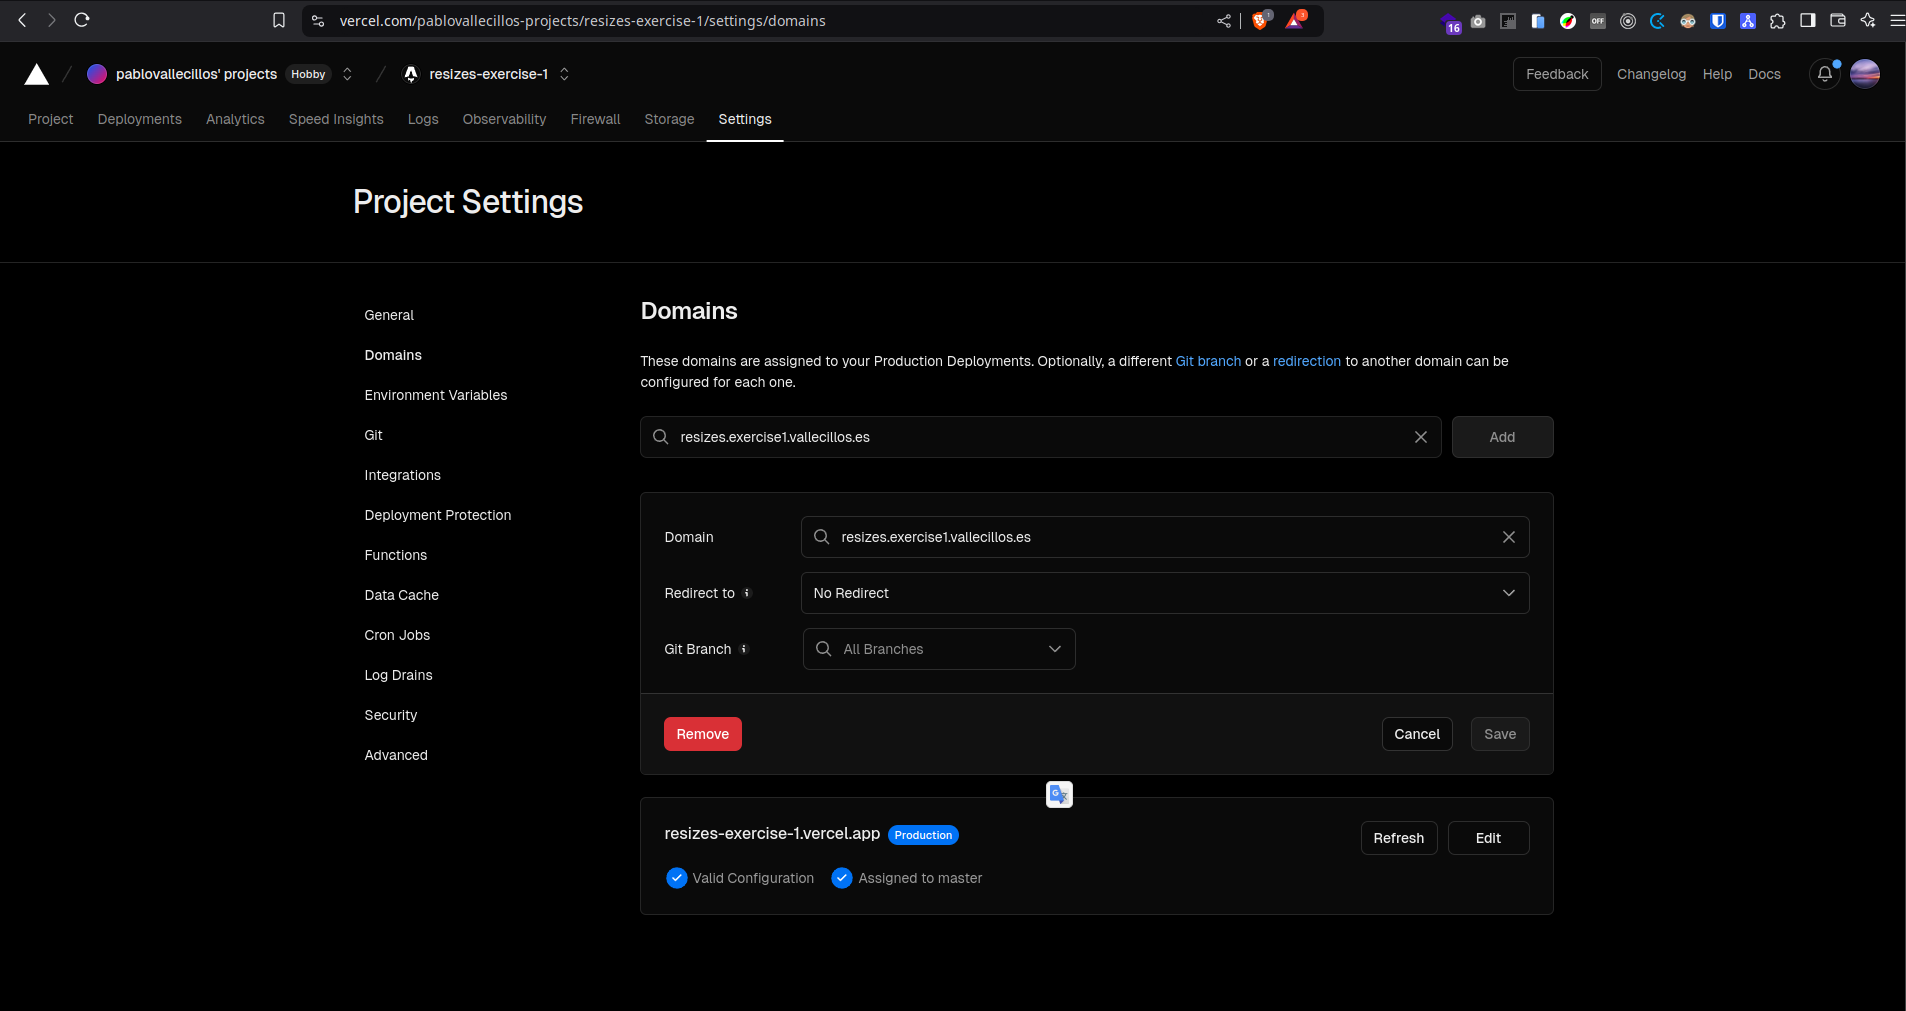 vercel.com/pablovallecillos-projects/resizes-exercise-1/settings/domains
1
3
16
OFF
pablovallecillos' projects
Hobby
resizes-exercise-1
Feedback
Changelog
Help
Docs
Project
Deployments
Analytics
Speed Insights
Logs
Observability
Firewall
Storage
Settings
Project Settings
General
Domains
Environment Variables
Git
Integrations
Deployment Protection
Functions
Data Cache
Cron Jobs
Log Drains
Security
Advanced
Domains
These domains are assigned to your Production Deployments. Optionally, a different Git branch or a redirection to another domain can be
configured for each one.
resizes.exercise1.vallecillos.es
Add
Domain
resizes.exercise1.vallecillos.es
Redirect to
No Redirect
Git Branch
All Branches
Remove
Cancel
Save
resizes-exercise-1.vercel.app
Production
Refresh
Edit
Valid Configuration
Assigned to master